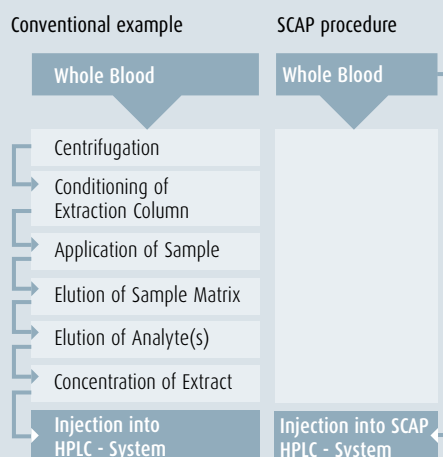 Conventional example
SCAP procedure
Whole Blood
Whole Blood
Centrifugation
Conditioning of
Extraction Column
Application of Sample
Elution of Sample Matrix
Elution of Analyte(s)
Concentration of Extract
Injection into
HPLC - System
Injection into SCAP
HPLC - System